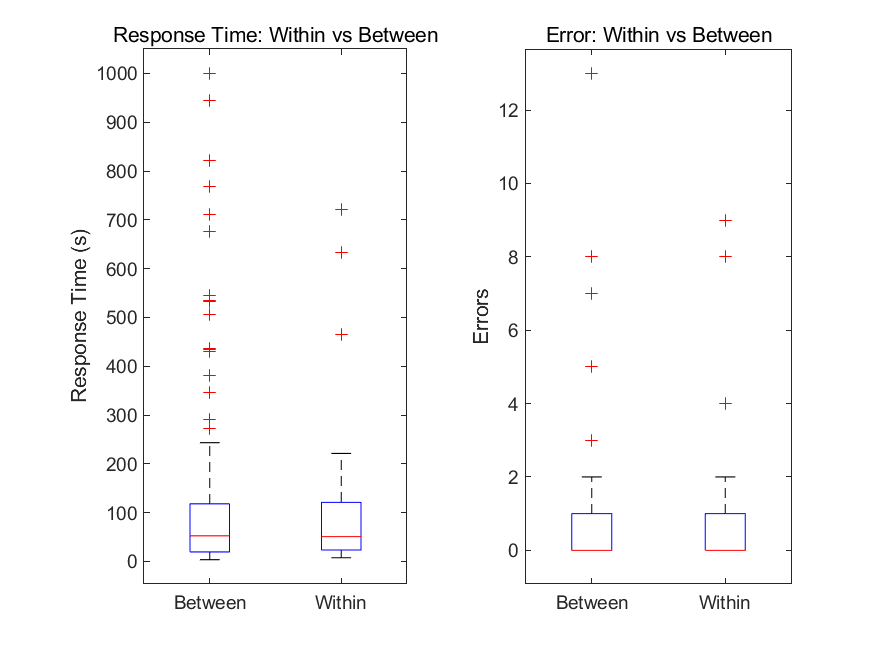 Response Time: Within vs Between
Response Time (s)
1000
900
800
700
600
500
400
300
200
100
0
Between
Within
Error: Within vs Between
Errors
12
10
8
6
4
2
0
Between
Within